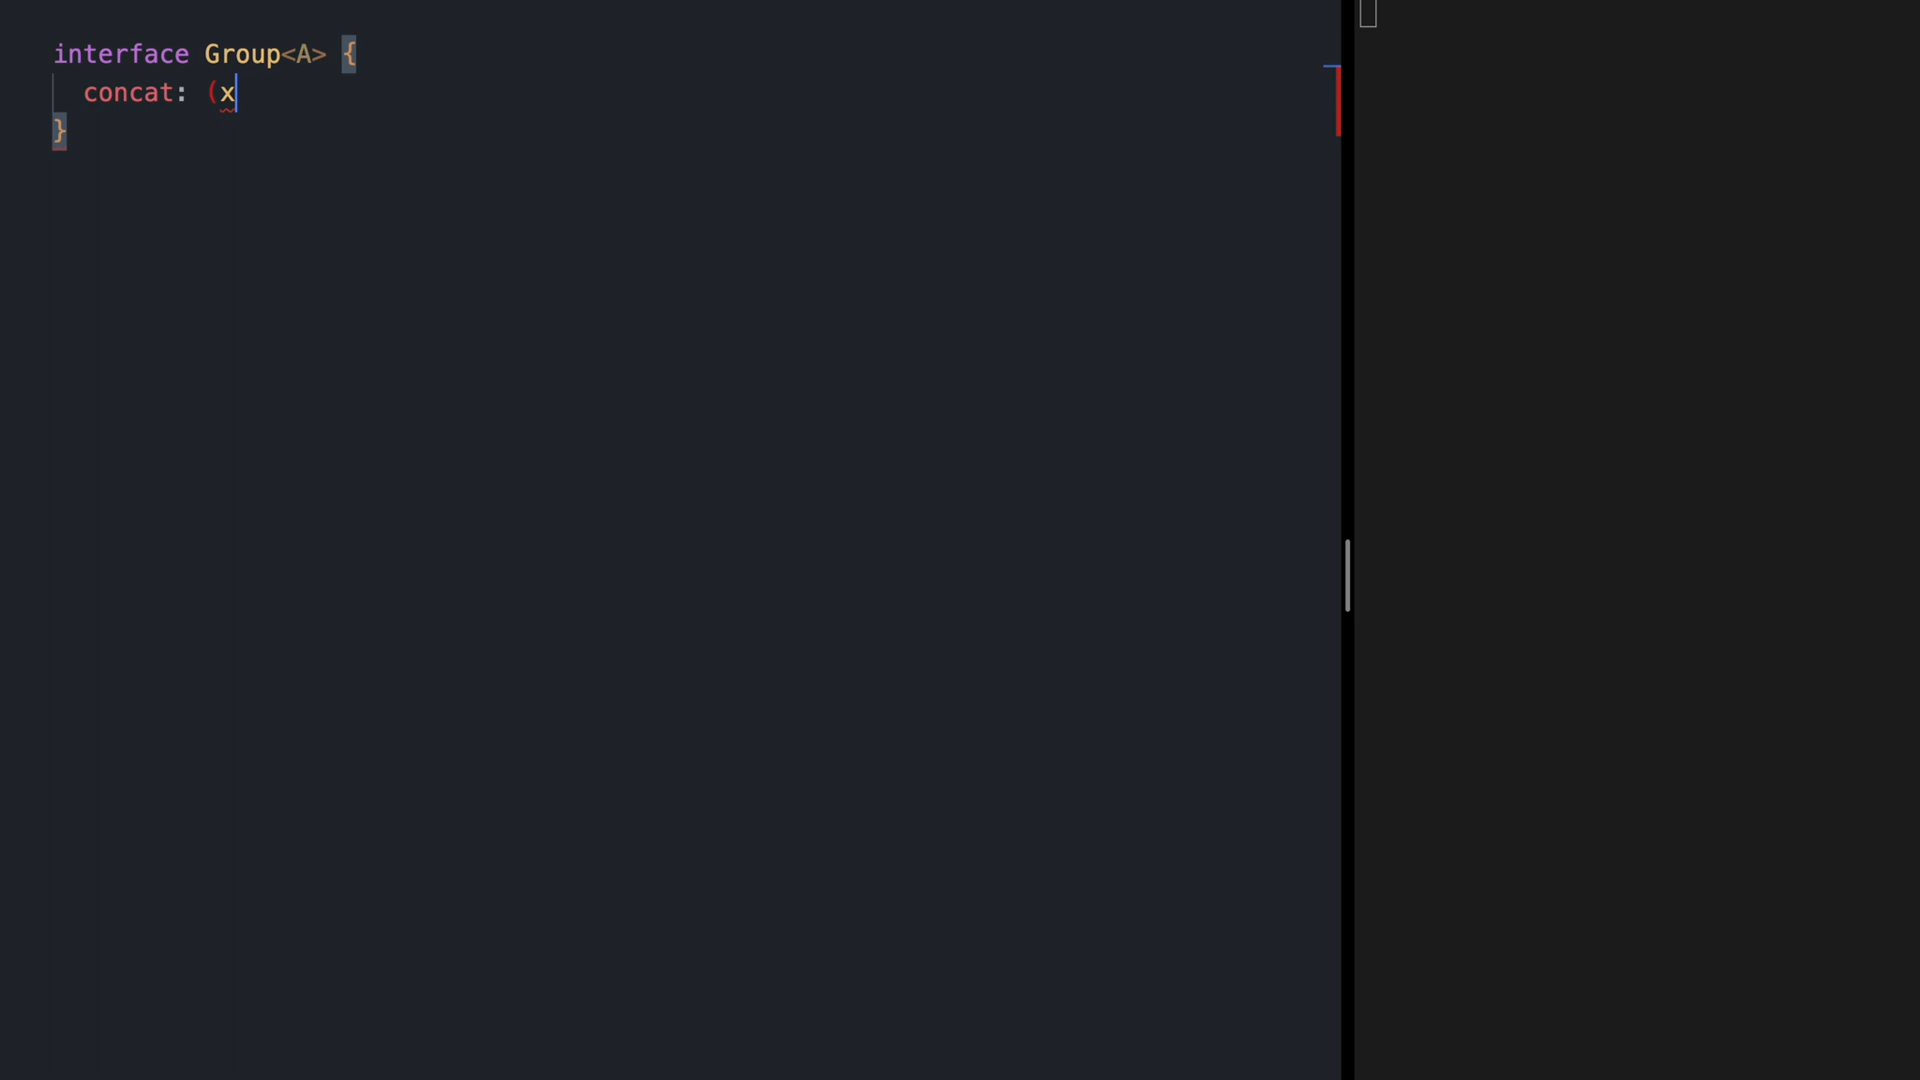 interface Group<A> {
  concat: (x
}